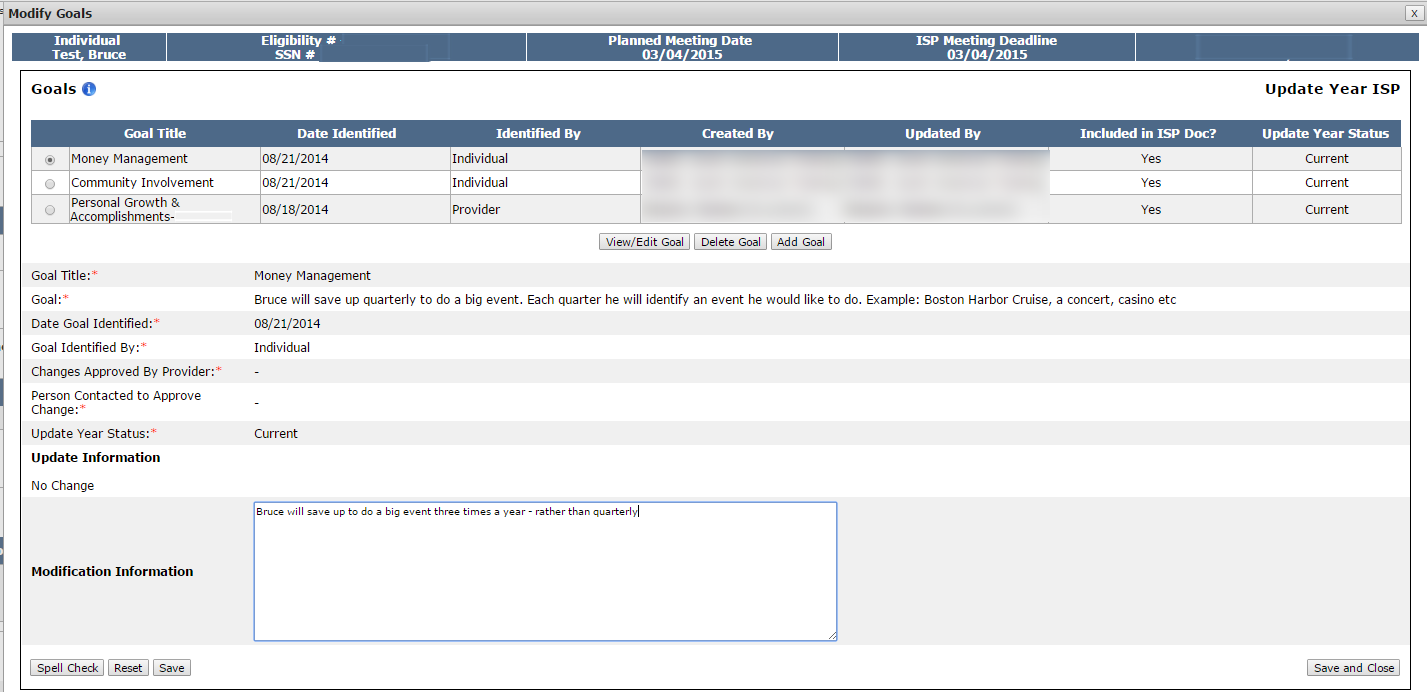 Modify Goals
x
Individual Eligibility # Planned Meeting Date ISP Meeting Deadline
Test, Bruce SSN # 03/04/2015 03/04/2015
Goals i Update Year ISP
Goal Title Date Identified Identified By Created By Updated By Included in ISP Doc? Update Year Status
Money Management 08/21/2014 Individual Yes Current
Community Involvement 08/21/2014 Individual Yes Current
Personal Growth &
Accomplishments- 08/18/2014 Provider Yes Current
View/Edit Goal Delete Goal Add Goal
Goal Title:* Money Management
Goal:* Bruce will save up quarterly to do a big event. Each quarter he will identify an event he would like to do. Example: Boston Harbor Cruise, a concert, casino etc
Date Goal Identified:* 08/21/2014
Goal Identified By:* Individual
Changes Approved By Provider:* -
Person Contacted to Approve
Change:* -
Update Year Status:* Current
Update Information
No Change
Bruce will save up to do a big event three times a year - rather than quarterly
Modification Information
Spell Check Reset Save Save and Close